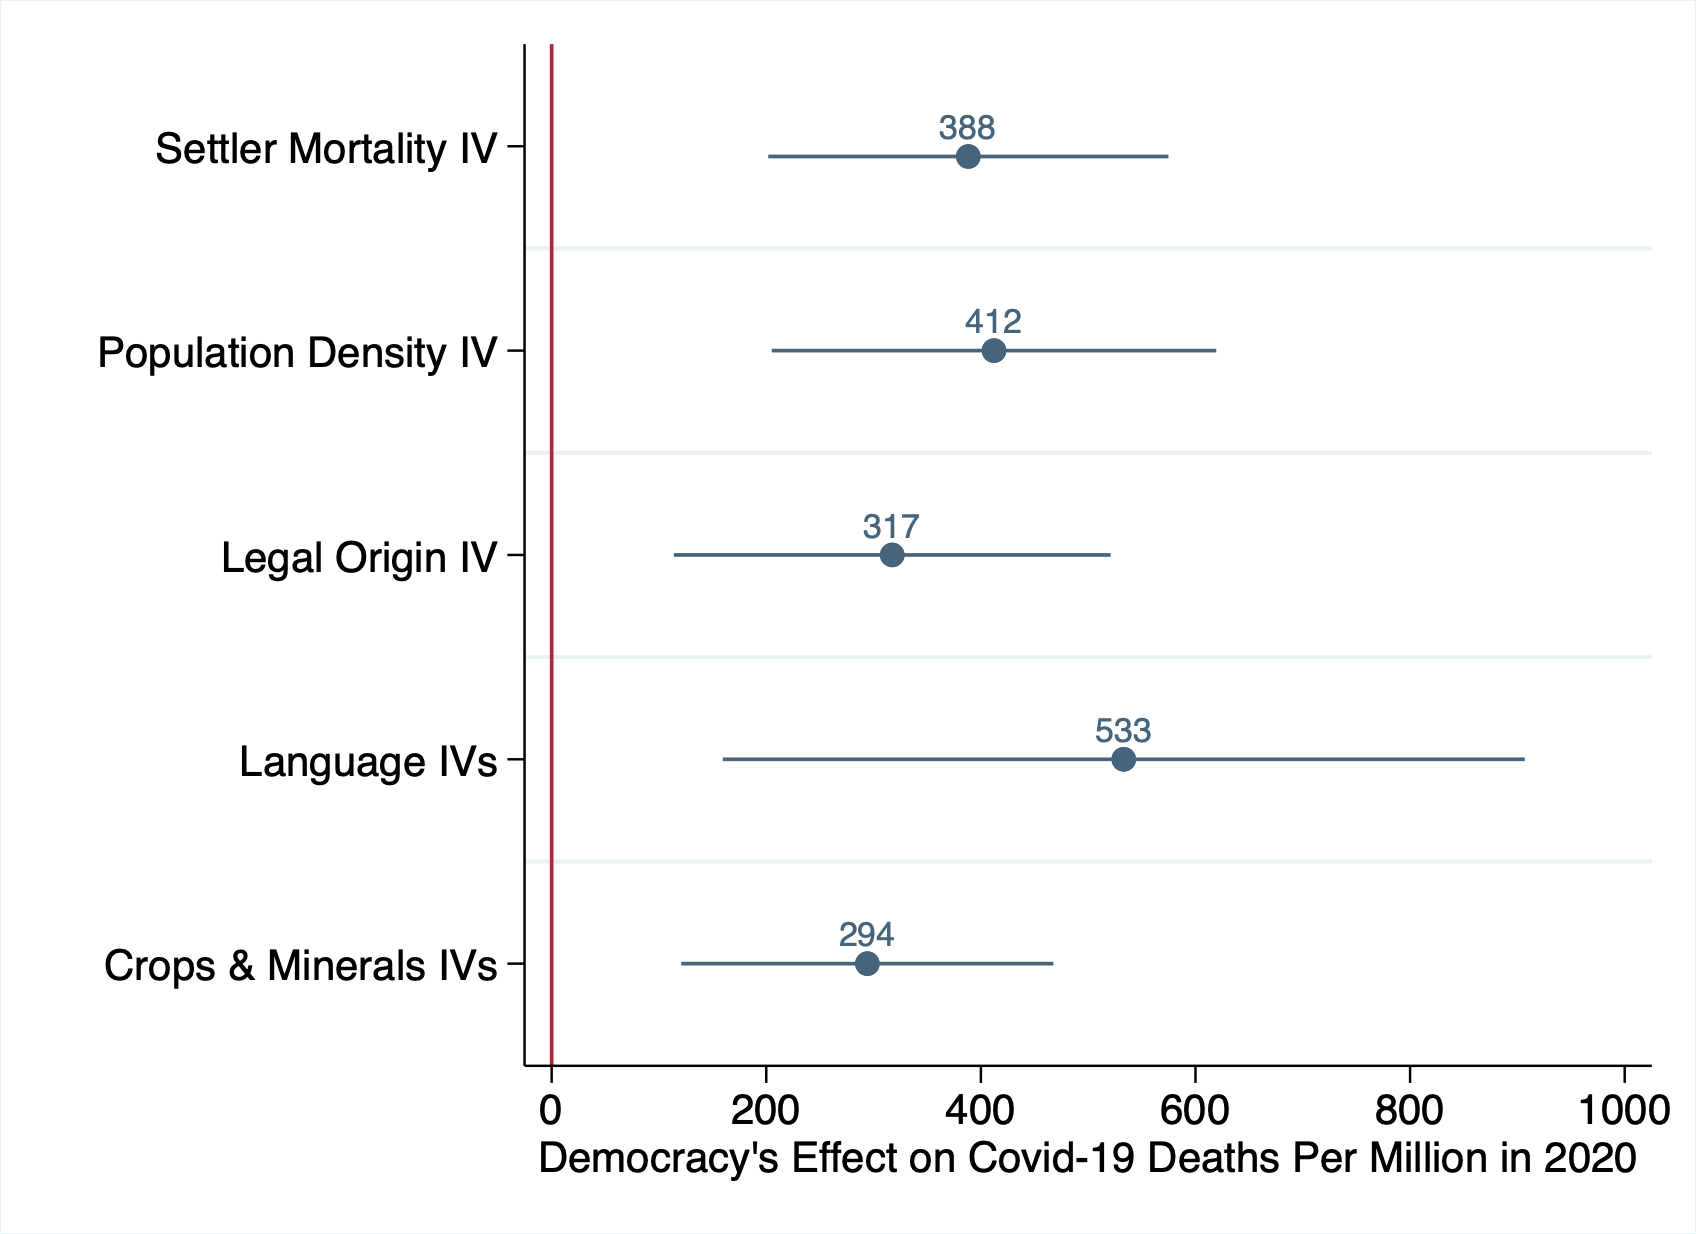 388
Settler Mortality IV
412
Population Density IV
317
Legal Origin IV
533
Language IVs
294
Crops & Minerals IVs
0 200 400 600 800 1000
Democracy's Effect on Covid-19 Deaths Per Million in 2020